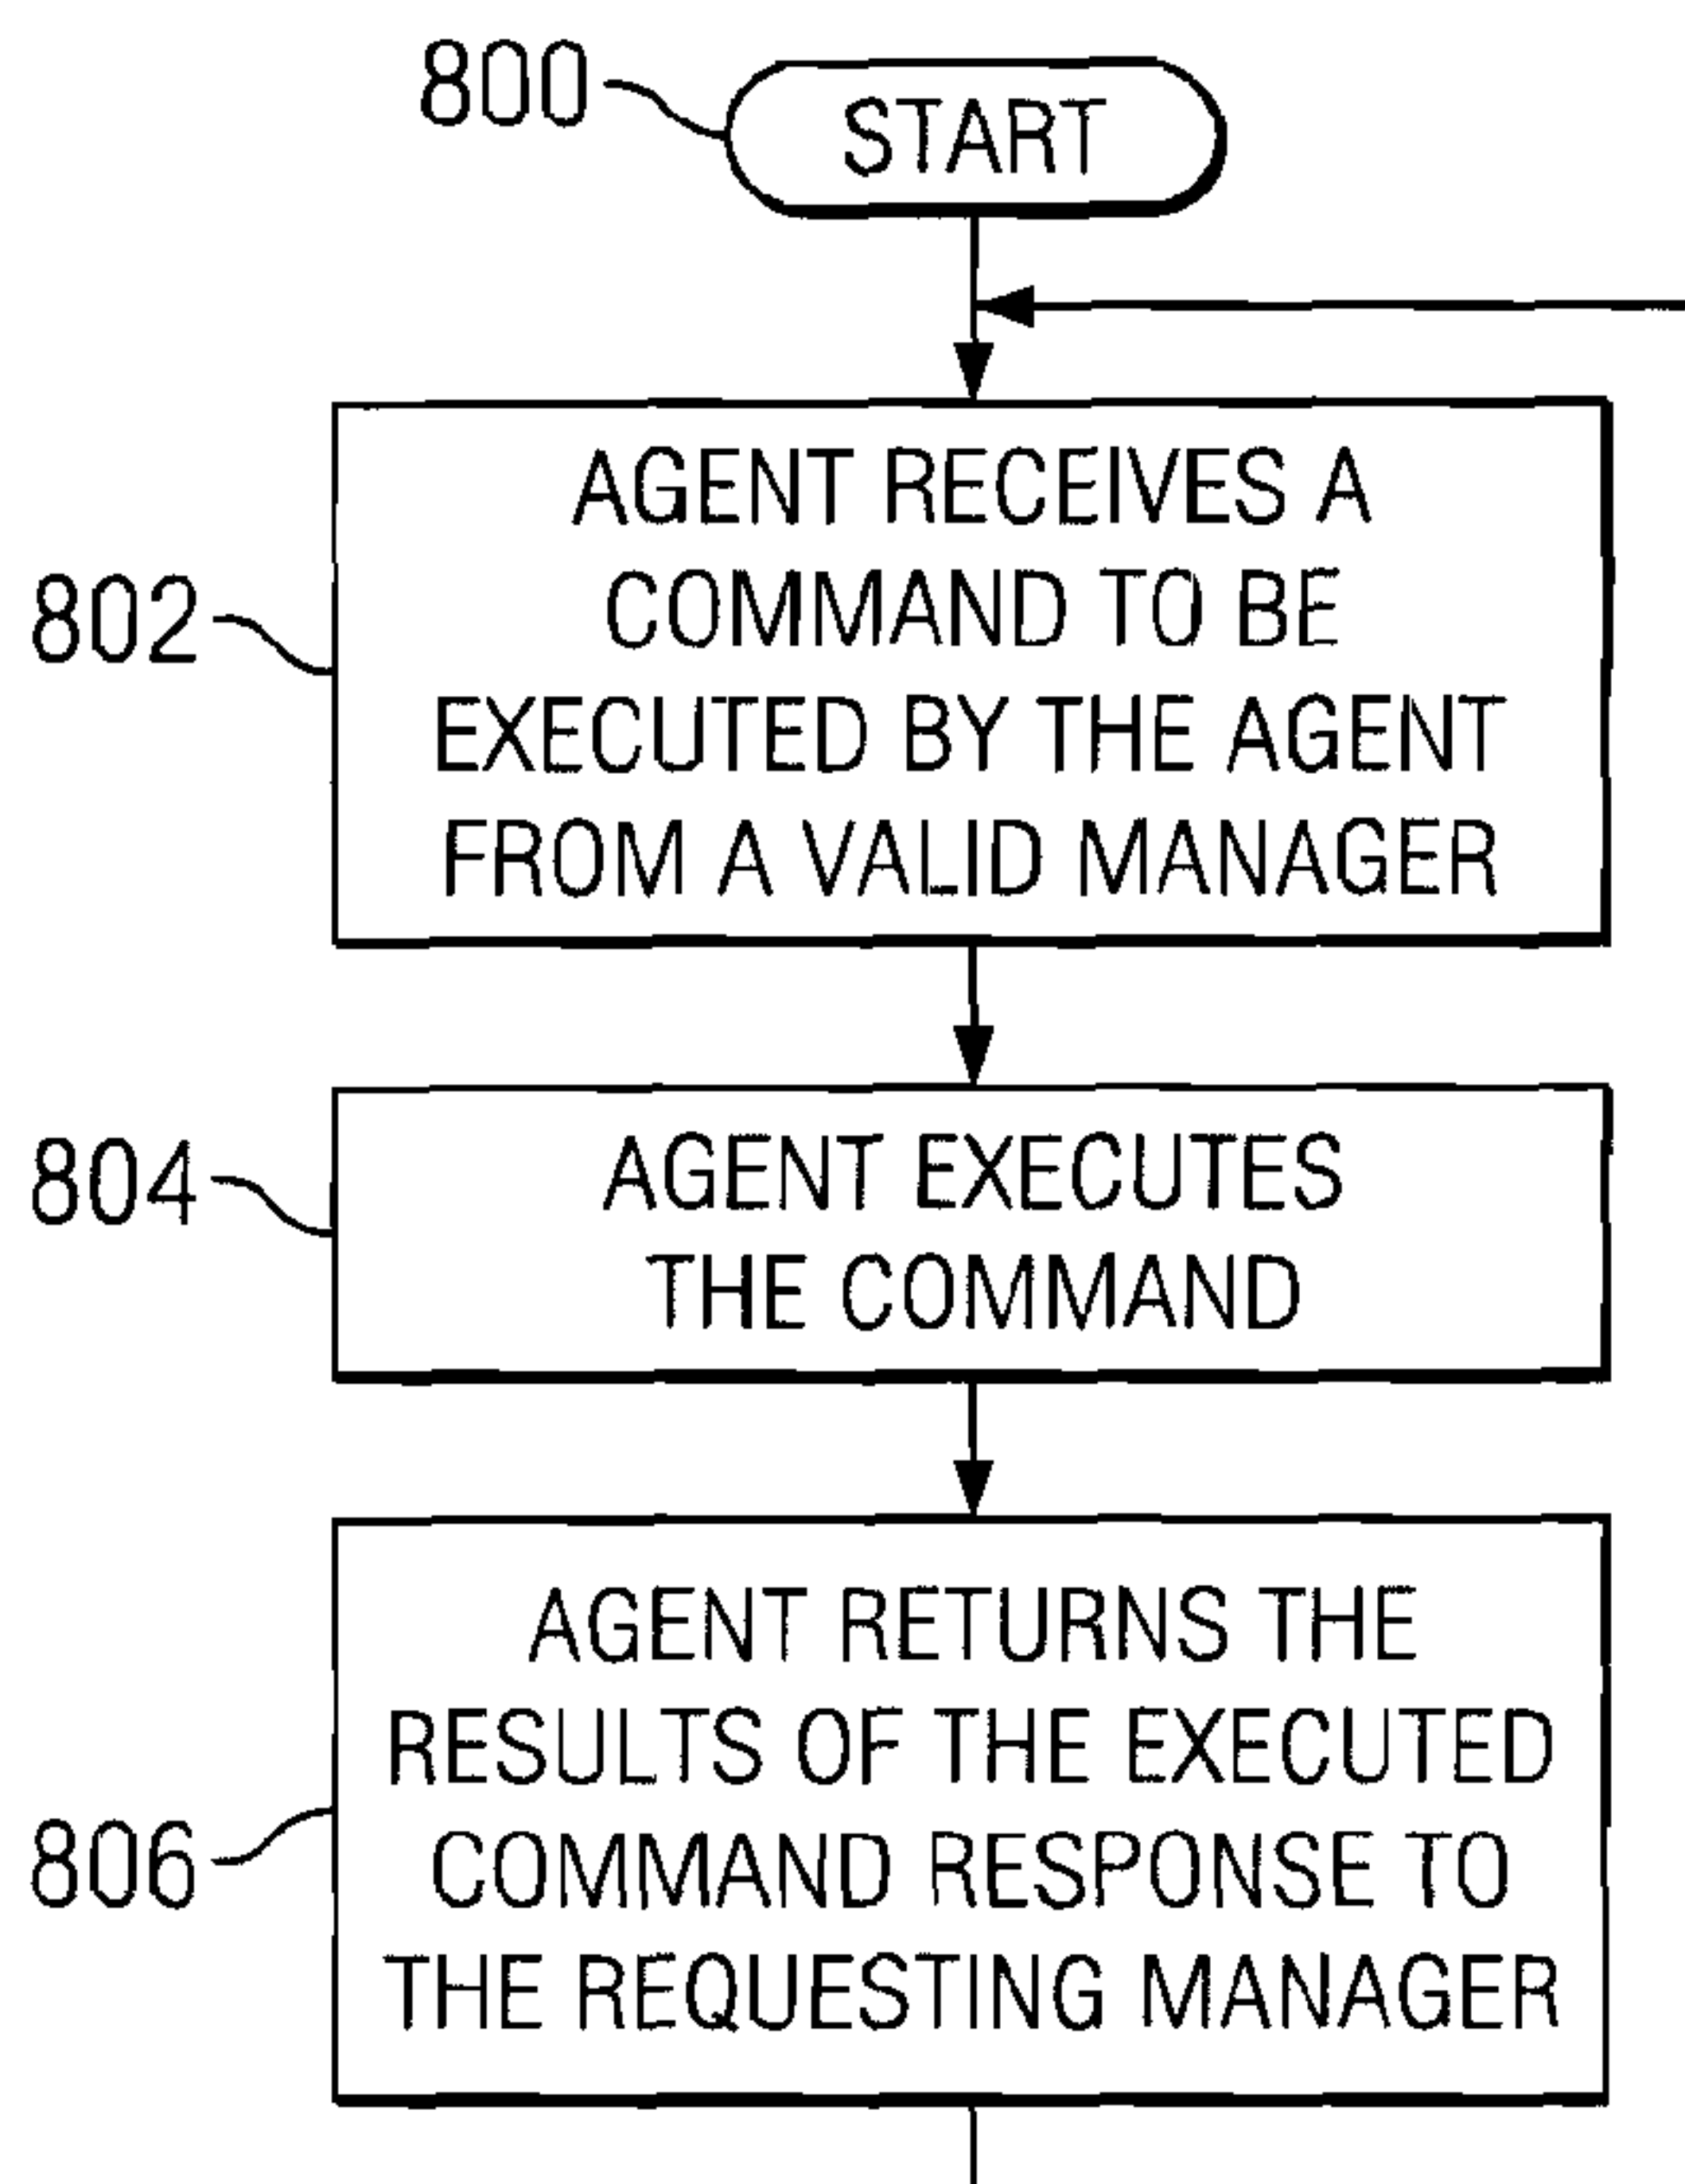 800
START
802
AGENT RECEIVES A
COMMAND TO BE
EXECUTED BY THE AGENT
FROM A VALID MANAGER
804
AGENT EXECUTES
THE COMMAND
806
AGENT RETURNS THE
RESULTS OF THE EXECUTED
COMMAND RESPONSE TO
THE REQUESTING MANAGER